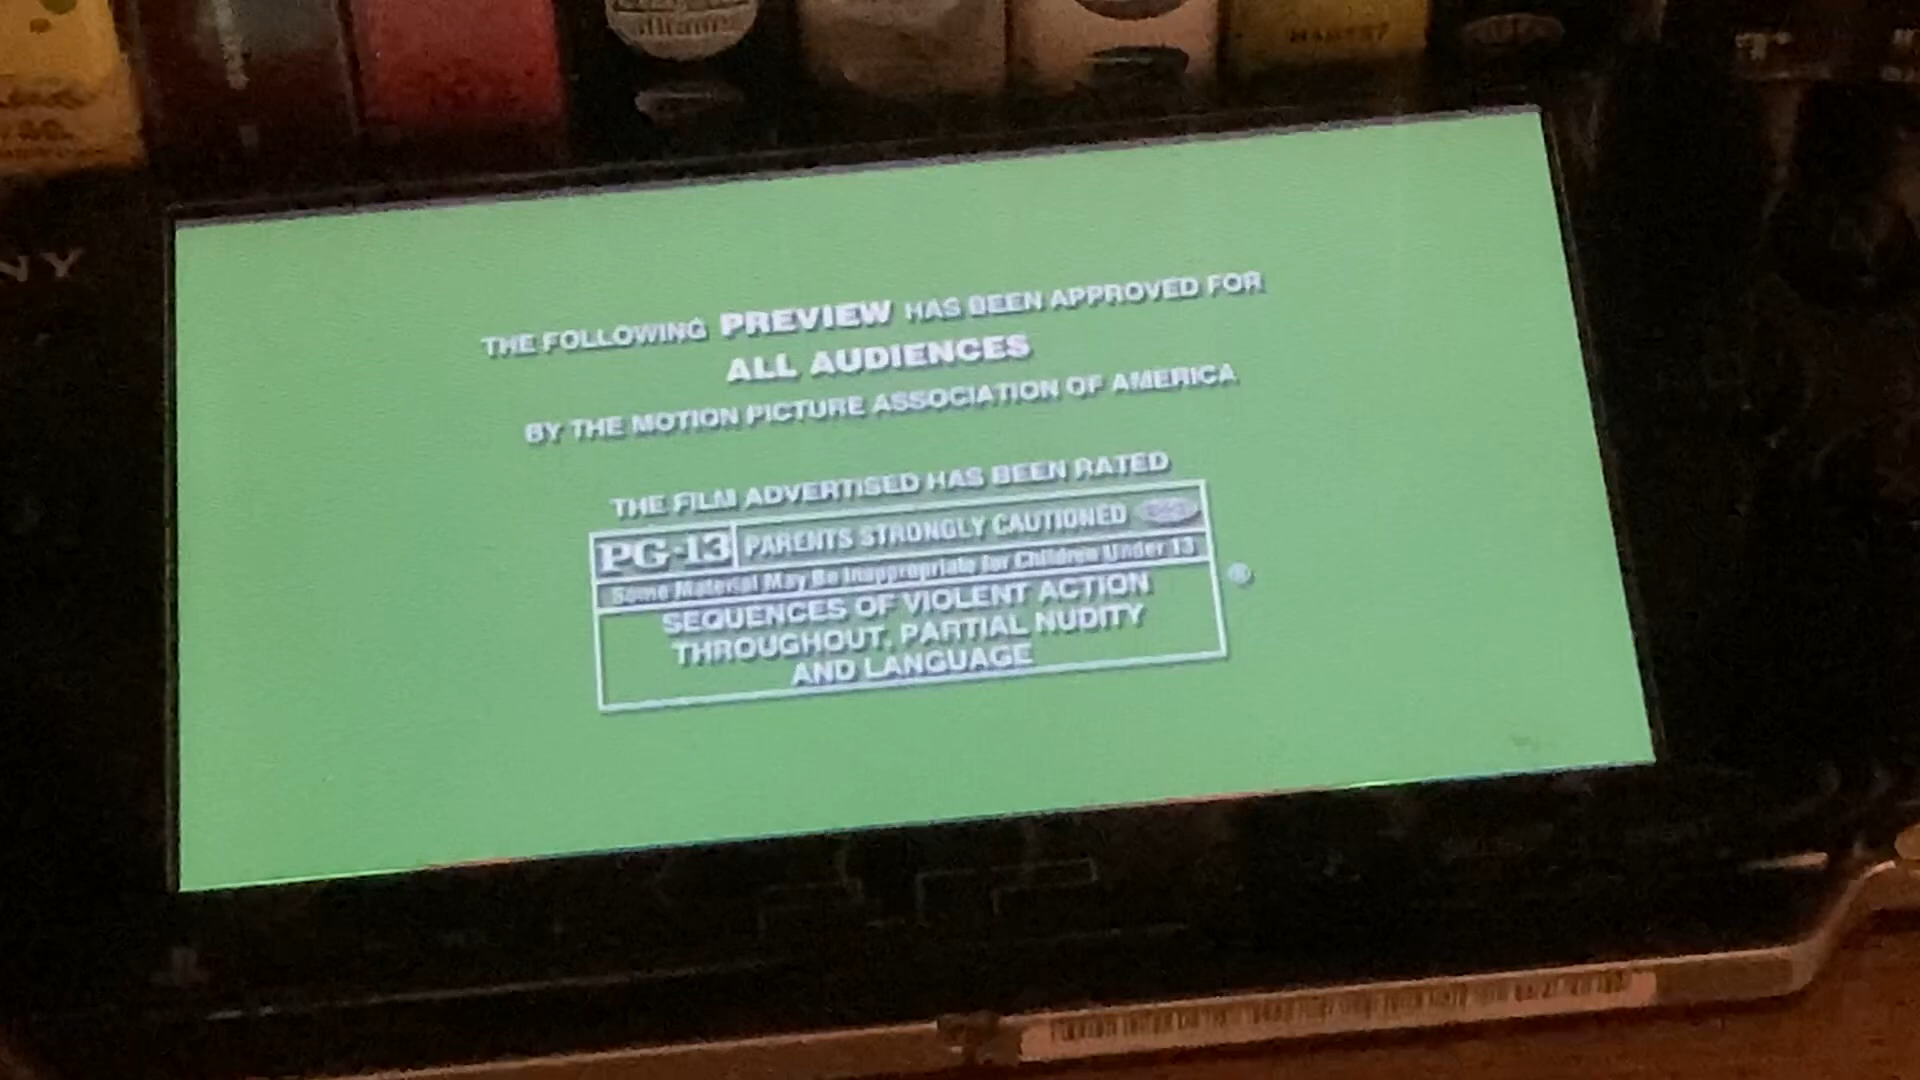 NY
THE FOLLOWING PREVIEW HAS BEEN APPROVED FOR
ALL AUDIENCES
BY THE MOTION PICTURE ASSOCIATION OF AMERICA
THE FILM ADVERTISED HAS BEEN RATED
PG-13 PARENTS STRONGLY CAUTIONED
Some Material May Be Inappropriate for Children Under 13
®
SEQUENCES OF VIOLENT ACTION
THROUGHOUT, PARTIAL NUDITY
AND LANGUAGE